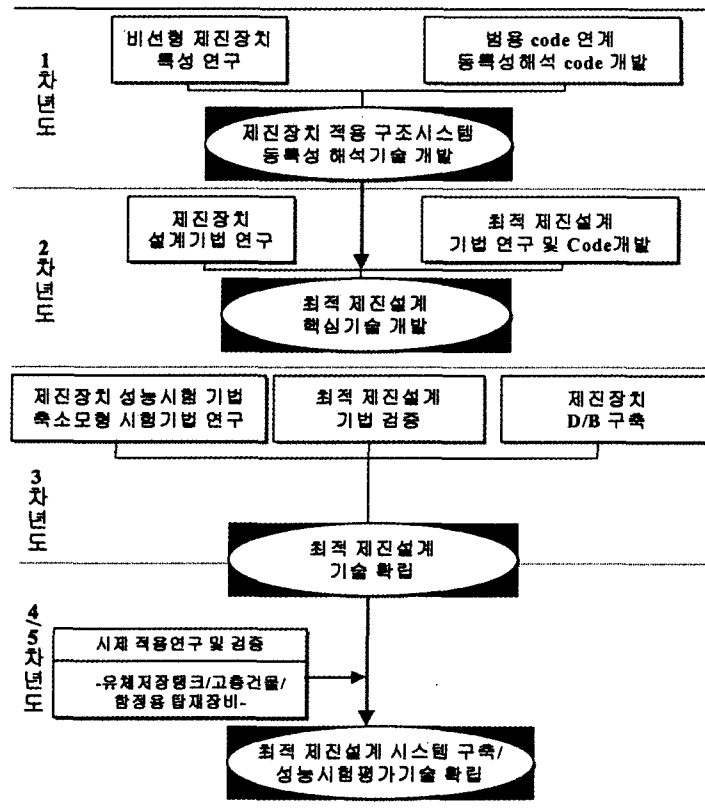 1차년도
비선형 제진장치
특성 연구
범용 code 연계
동특성해석 code 개발
제진장치 적용 구조시스템
동특성 해석기술 개발
2차년도
제진장치
설계기법 연구
최적 제진설계
기법 연구 및 Code개발
최적 제진설계
핵심기술 개발
3차년도
제진장치 성능시험 기법
축소모형 시험기법 연구
최적 제진설계
기법 검증
제진장치
D/B 구축
최적 제진설계
기술 확립
4/5차년도
시제 적용연구 및 검증
-유체저장탱크/고층건물/
함정용 탑재장비-
최적 제진설계 시스템 구축/
성능시험평가기술 확립